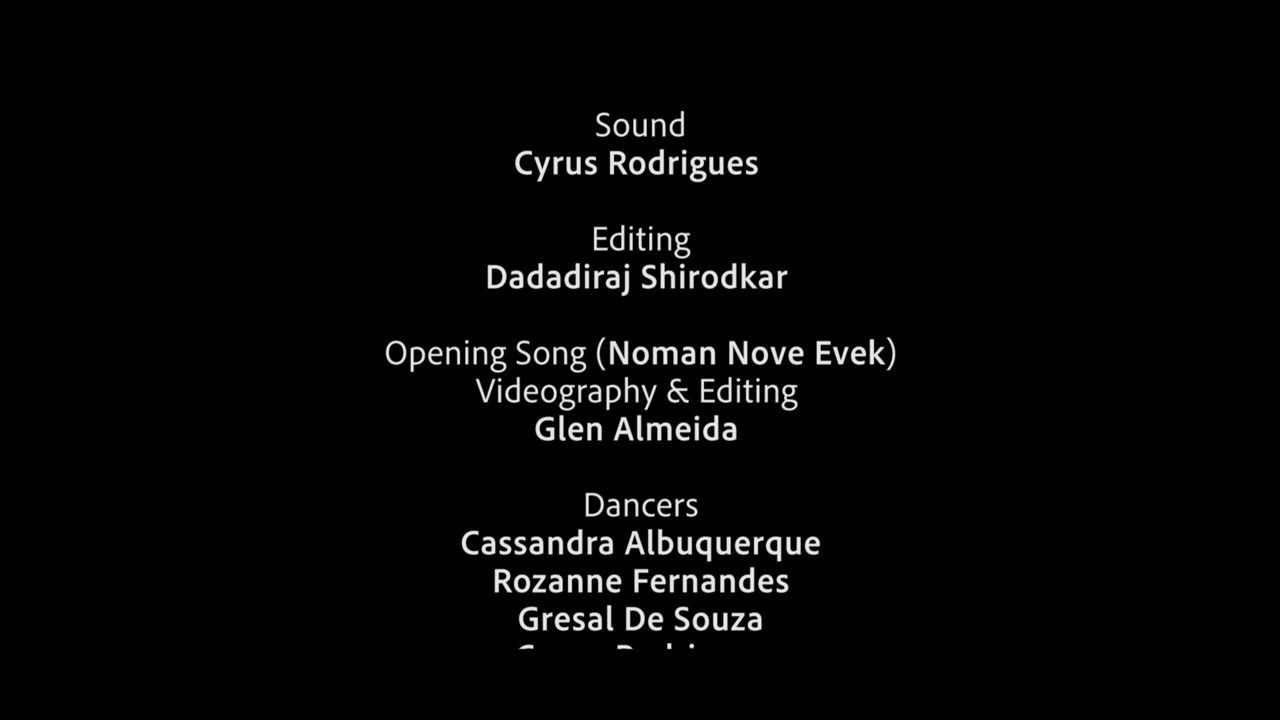 Sound
Cyrus Rodrigues
Editing
Dadadiraj Shirodkar
Opening Song (Noman Nove Evek)
Videography & Editing
Glen Almeida
Dancers
Cassandra Albuquerque
Rozanne Fernandes
Gresal De Souza